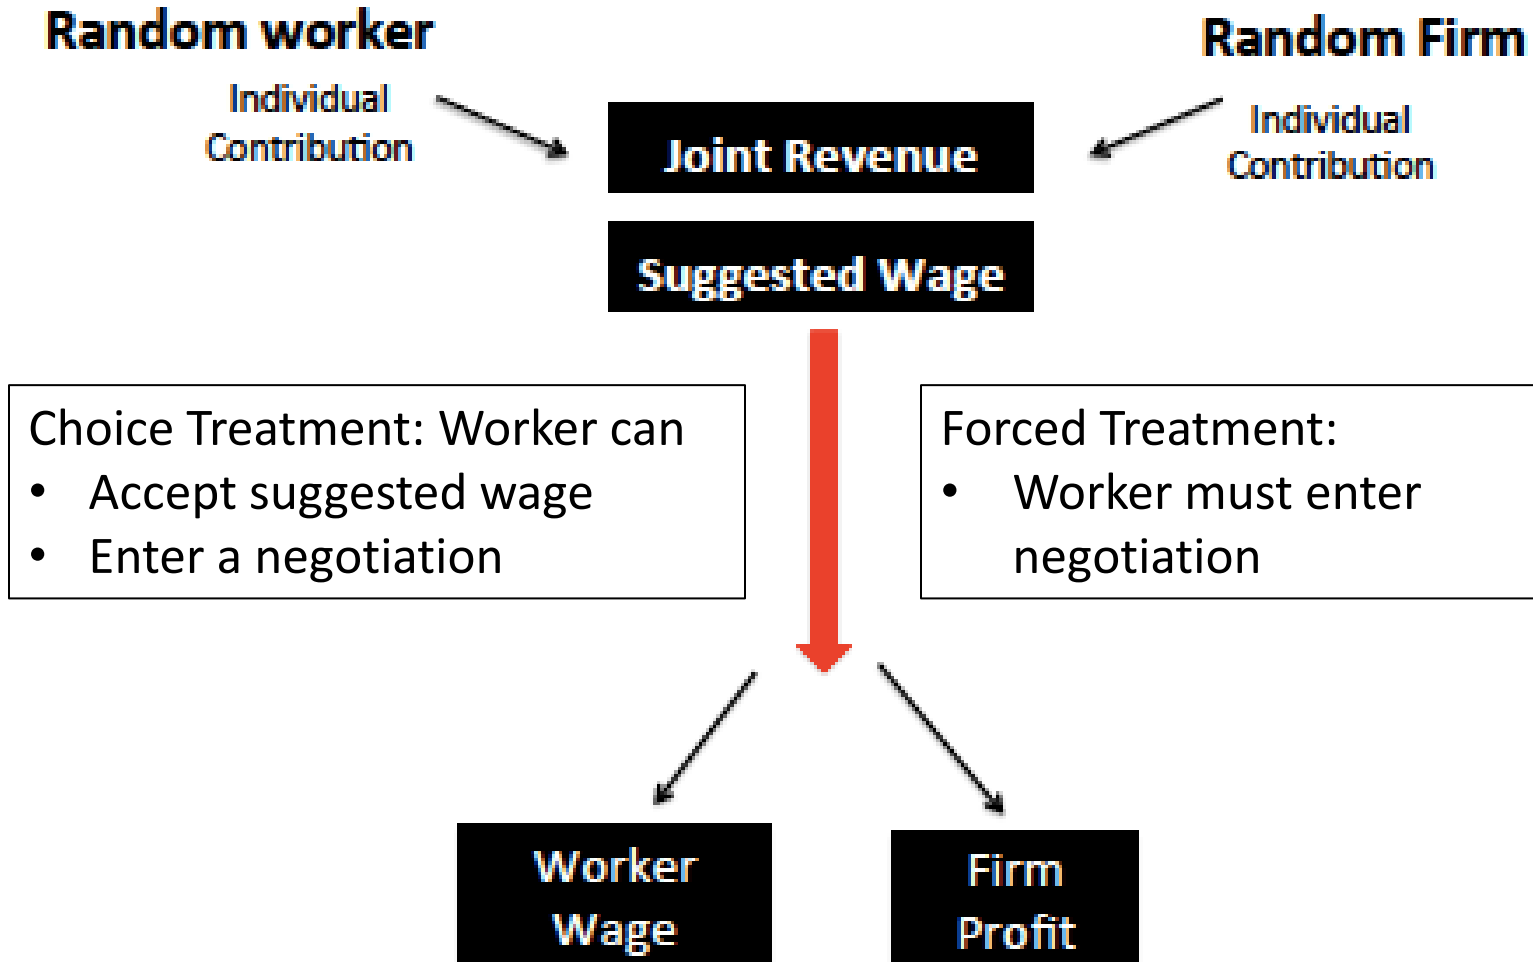 Random worker
Individual
Contribution
Random Firm
Individual
Contribution
Joint Revenue
Suggested Wage
Choice Treatment: Worker can
• Accept suggested wage
• Enter a negotiation
Forced Treatment:
• Worker must enter
negotiation
Worker
Wage
Firm
Profit